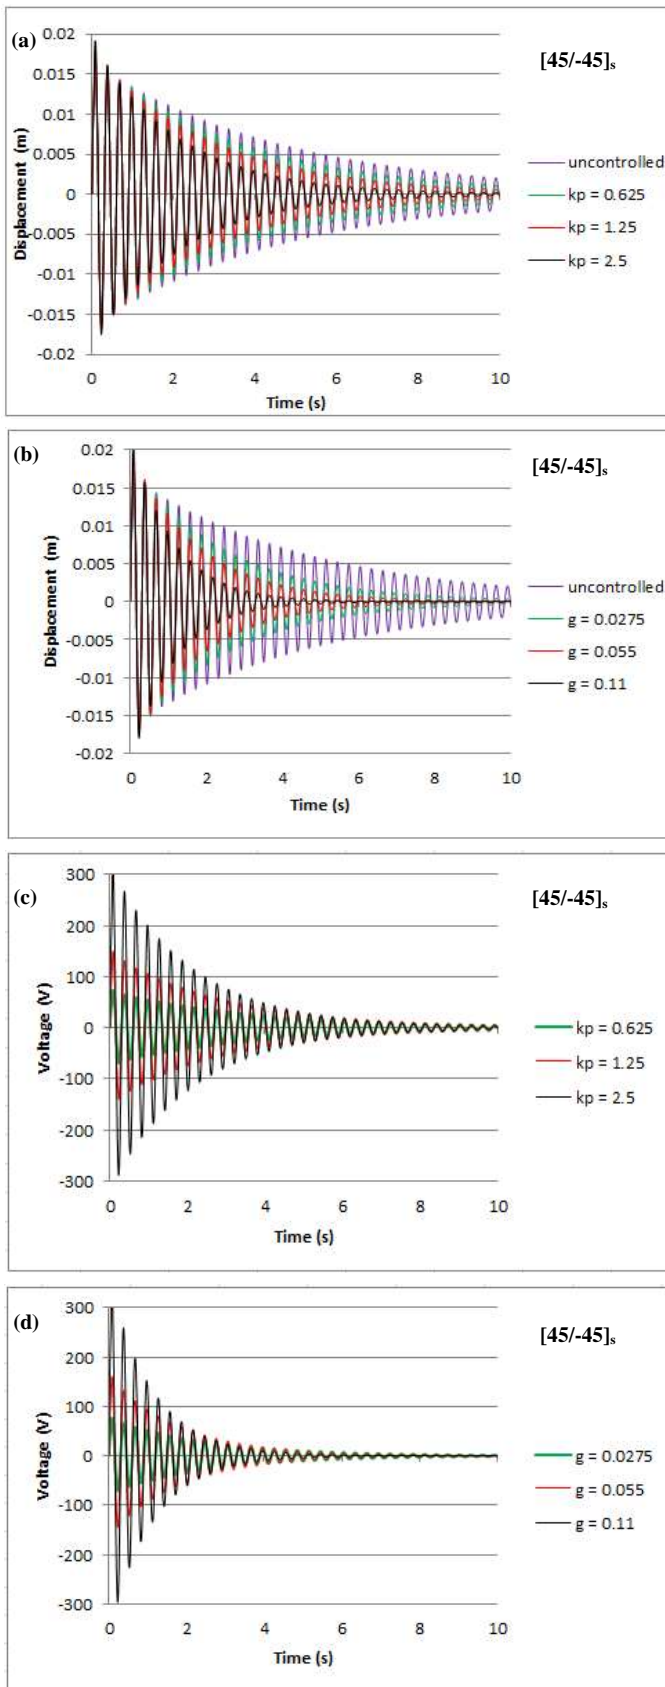 (a)
[45/-45]s
Displacement (m)
0.02
0.015
0.01
0.005
0
-0.005
-0.01
-0.015
-0.02
0 2 4 6 8 10
Time (s)
uncontrolled
kp = 0.625
kp = 1.25
kp = 2.5
(b)
[45/-45]s
Displacement (m)
0.02
0.015
0.01
0.005
0
-0.005
-0.01
-0.015
-0.02
0 2 4 6 8 10
Time (s)
uncontrolled
g = 0.0275
g = 0.055
g = 0.11
(c)
[45/-45]s
Voltage (V)
300
200
100
0
-100
-200
-300
0 2 4 6 8 10
Time (s)
kp = 0.625
kp = 1.25
kp = 2.5
(d)
[45/-45]s
Voltage (V)
300
200
100
0
-100
-200
-300
0 2 4 6 8 10
Time (s)
g = 0.0275
g = 0.055
g = 0.11